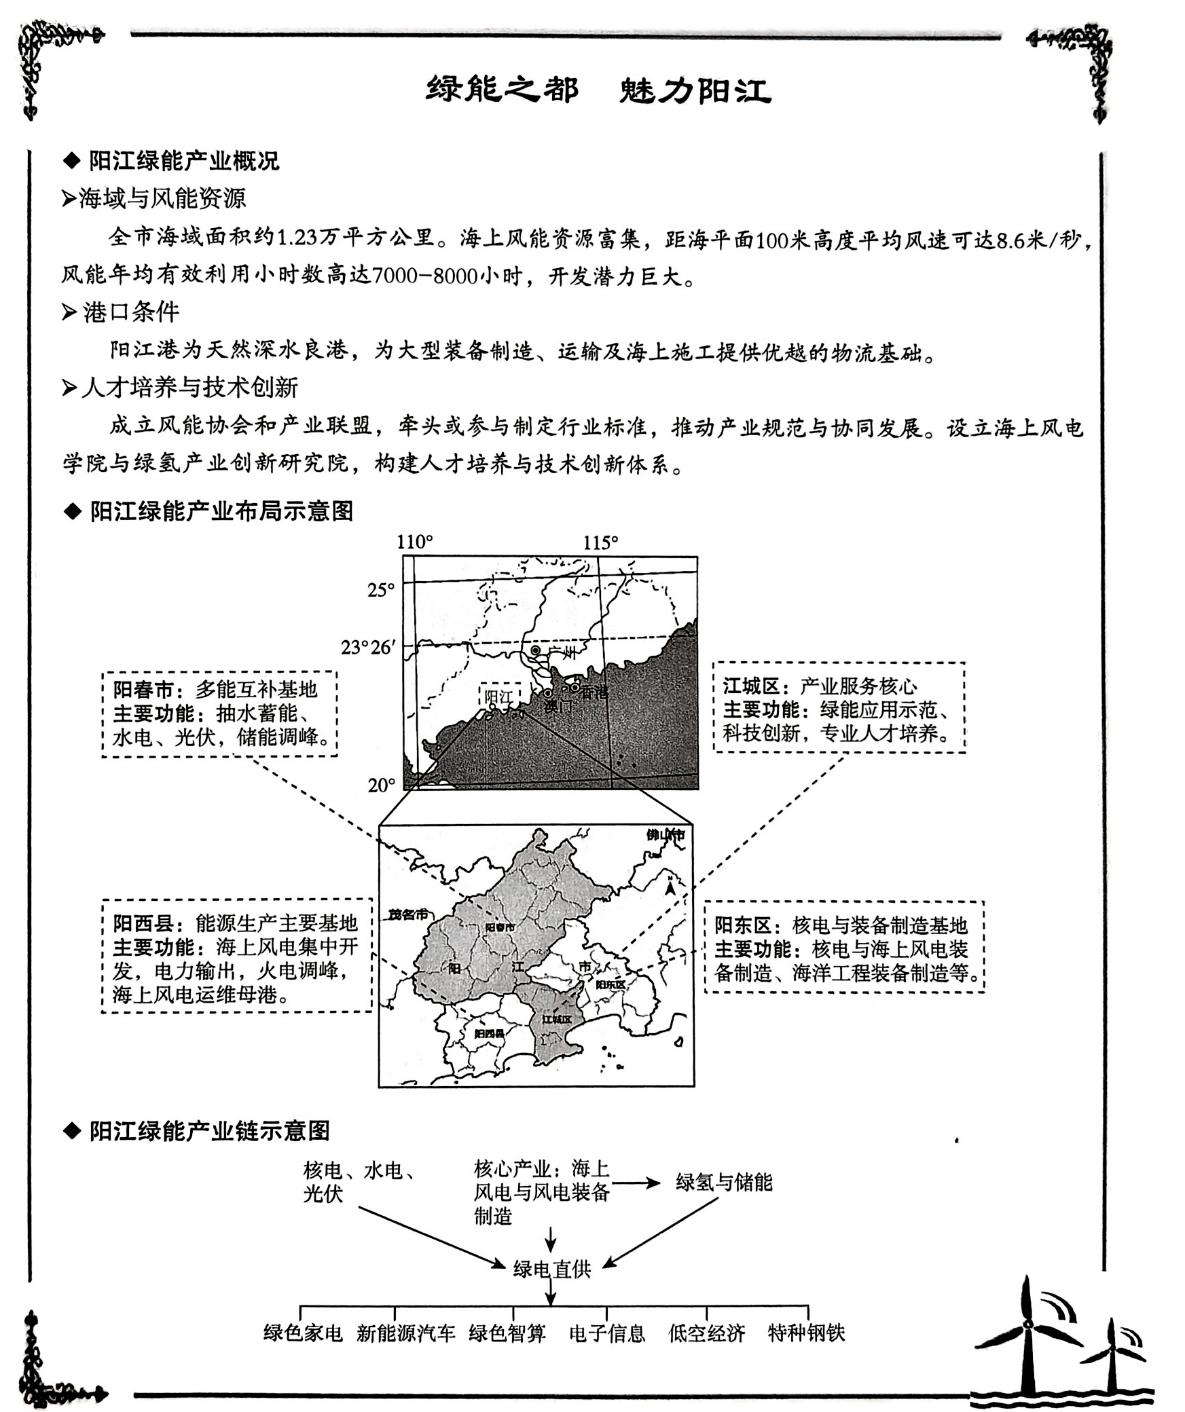 绿能之都 魅力阳江
◆ 阳江绿能产业概况
➢海域与风能资源
全市海域面积约1.23万平方公里。海上风能资源富集，距海平面100米高度平均风速可达8.6米/秒，
风能年均有效利用小时数高达7000-8000小时，开发潜力巨大。
➢港口条件
阳江港为天然深水良港，为大型装备制造、运输及海上施工提供优越的物流基础。
➢人才培养与技术创新
成立风能协会和产业联盟，牵头或参与制定行业标准，推动产业规范与协同发展。设立海上风电
学院与绿氢产业创新研究院，构建人才培养与技术创新体系。
◆ 阳江绿能产业布局示意图
110° 115°
25°
23°26′
20°
广州
香港
澳门
阳江
阳春市：多能互补基地
主要功能：抽水蓄能、
水电、光伏，储能调峰。
江城区：产业服务核心
主要功能：绿能应用示范、
科技创新，专业人才培养。
佛山市
N
茂名市
阳春市
阳 江 市
阳东区
江城区
阳西县
阳西县：能源生产主要基地
主要功能：海上风电集中开
发，电力输出，火电调峰，
海上风电运维母港。
阳东区：核电与装备制造基地
主要功能：核电与海上风电装
备制造、海洋工程装备制造等。
◆ 阳江绿能产业链示意图
核电、水电、
光伏
核心产业：海上
风电与风电装备
制造
绿氢与储能
绿电直供
绿色家电 新能源汽车 绿色智算 电子信息 低空经济 特种钢铁